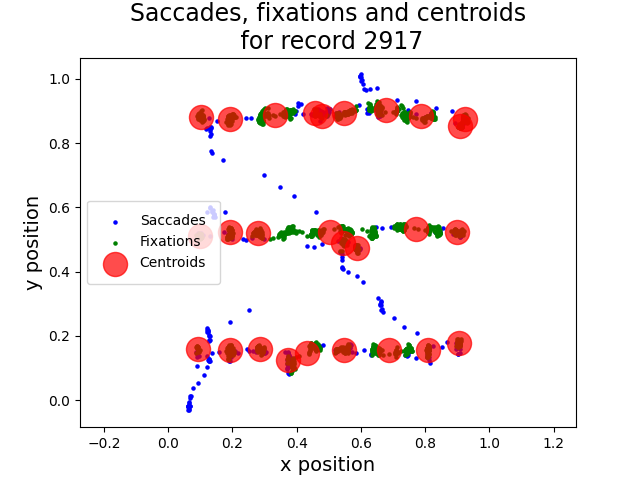 Saccades, fixations and centroids
for record 2917
1.0
0.8
0.6
0.4
0.2
0.0
y position
Saccades
Fixations
Centroids
−0.2
0.0
0.2
0.4
0.6
0.8
1.0
1.2
x position